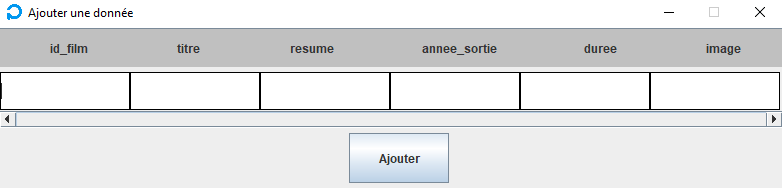 Ajouter une donnée
id_film titre resume annee_sortie duree image
Ajouter